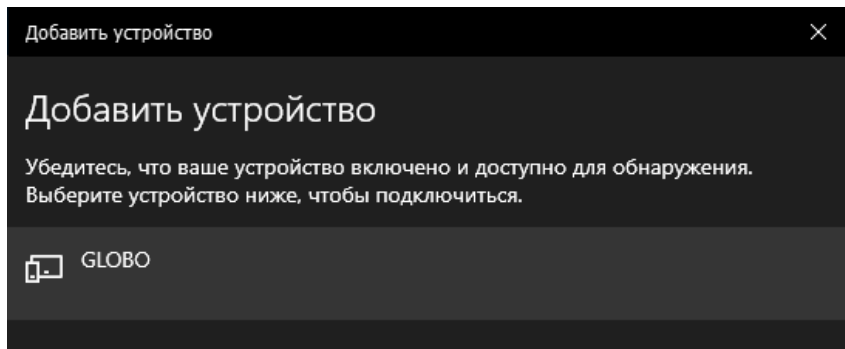 Добавить устройство
Добавить устройство
Убедитесь, что ваше устройство включено и доступно для обнаружения.
Выберите устройство ниже, чтобы подключиться.
GLOBO